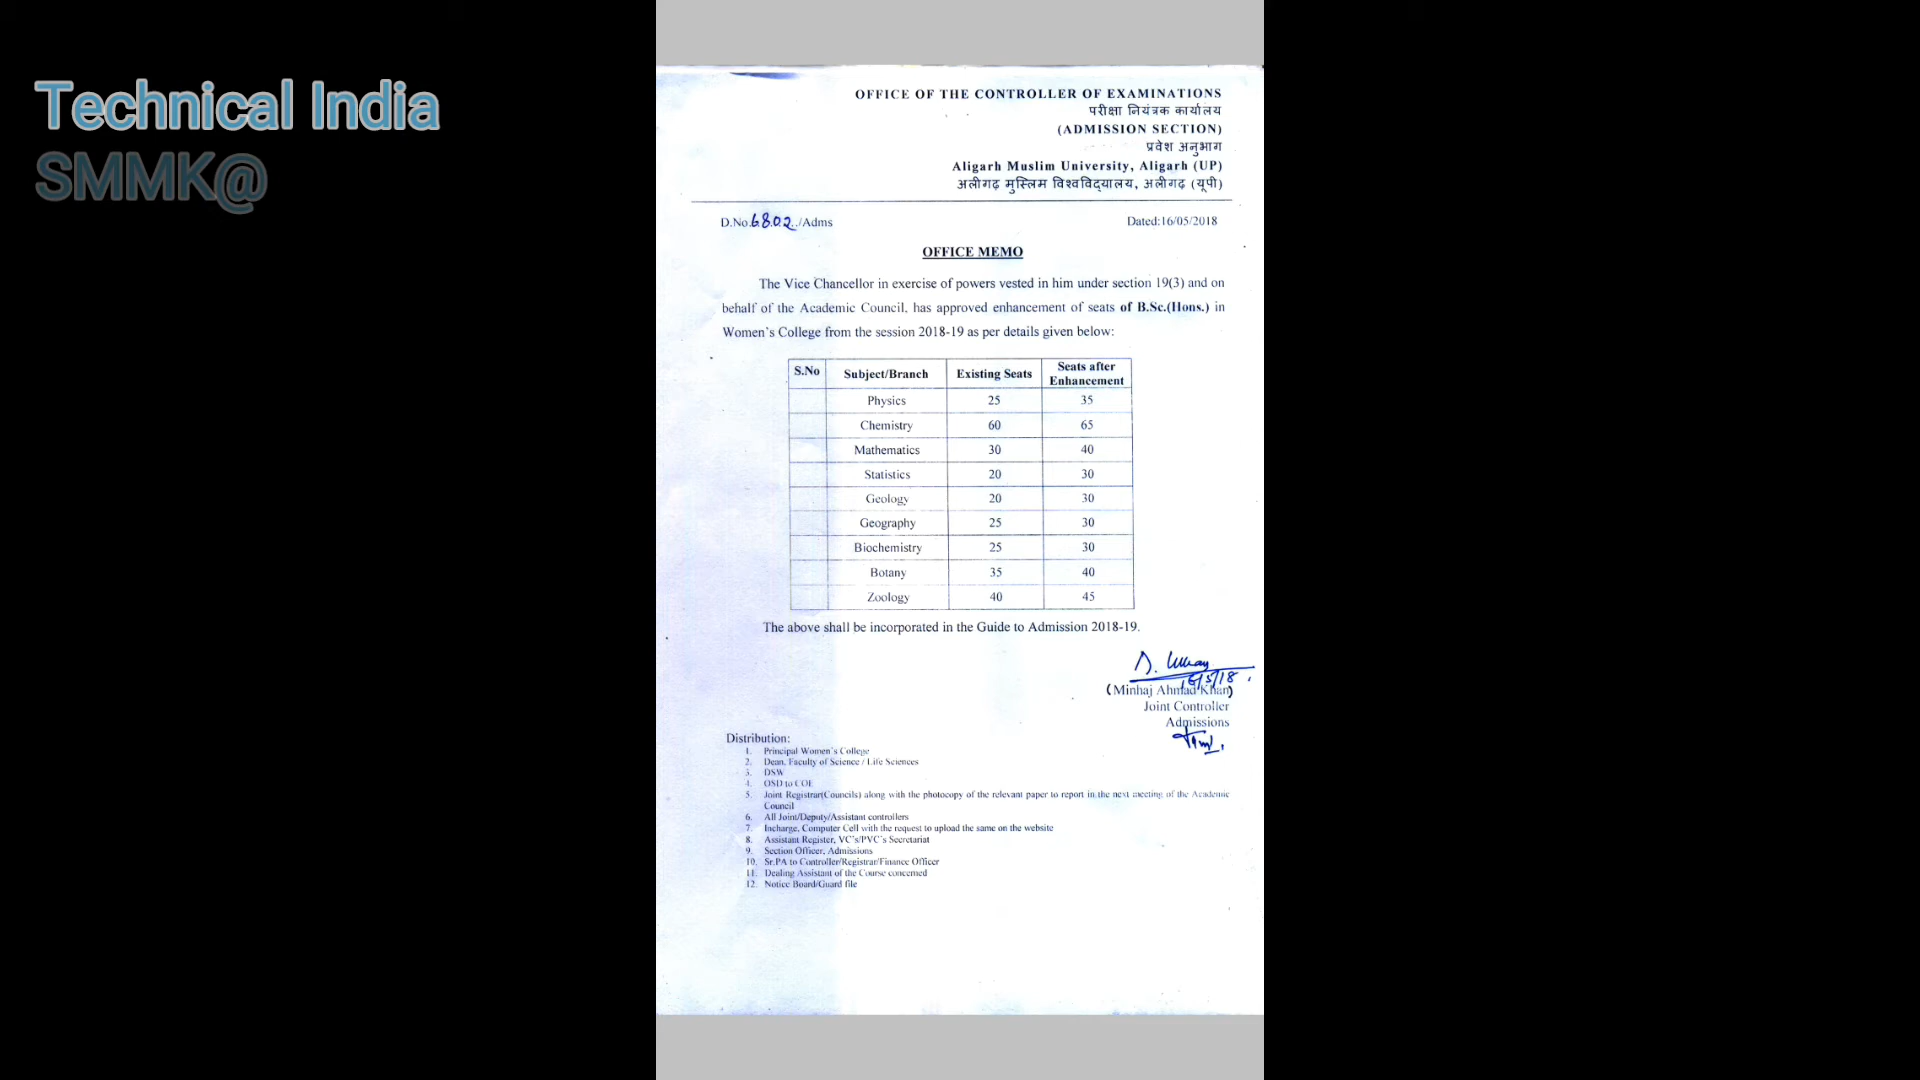 Technical India
SMMK@
OFFICE OF THE CONTROLLER OF EXAMINATIONS
परीक्षा नियंत्रक कार्यालय
(ADMISSION SECTION)
प्रवेश अनुभाग
Aligarh Muslim University, Aligarh (UP)
अलीगढ़ मुस्लिम विश्वविद्यालय, अलीगढ़ (यूपी)
D.No.6802../Adms Dated:16/05/2018
OFFICE MEMO
The Vice Chancellor in exercise of powers vested in him under section 19(3) and on
behalf of the Academic Council, has approved enhancement of seats of B.Sc.(Hons.) in
Women's College from the session 2018-19 as per details given below:
S.No Subject/Branch Existing Seats Seats after Enhancement
Physics 25 35
Chemistry 60 65
Mathematics 30 40
Statistics 20 30
Geology 20 30
Geography 25 30
Biochemistry 25 30
Botany 35 40
Zoology 40 45
The above shall be incorporated in the Guide to Admission 2018-19.
16/5/18
(Minhaj Ahmad Khan)
Joint Controller
Admissions
Distribution:
1. Principal Women's College
2. Dean, Faculty of Science / Life Sciences
3. DSW
4. OSD to COE
5. Joint Registrar(Councils) along with the photocopy of the relevant paper to report in the next meeting of the Academic
Council
6. All Joint/Deputy/Assistant controllers
7. Incharge, Computer Cell with the request to upload the same on the website
8. Assistant Register, VC's/PVC's Secretariat
9. Section Officer, Admissions
10. Sr.PA to Controller/Registrar/Finance Officer
11. Dealing Assistant of the Course concerned
12. Notice Board/Guard file